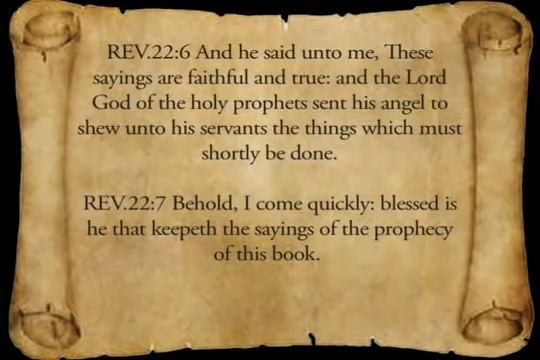 REV.22:6 And he said unto me, These
sayings are faithful and true: and the Lord
God of the holy prophets sent his angel to
shew unto his servants the things which must
shortly be done.
REV.22:7 Behold, I come quickly: blessed is
he that keepeth the sayings of the prophecy
of this book.